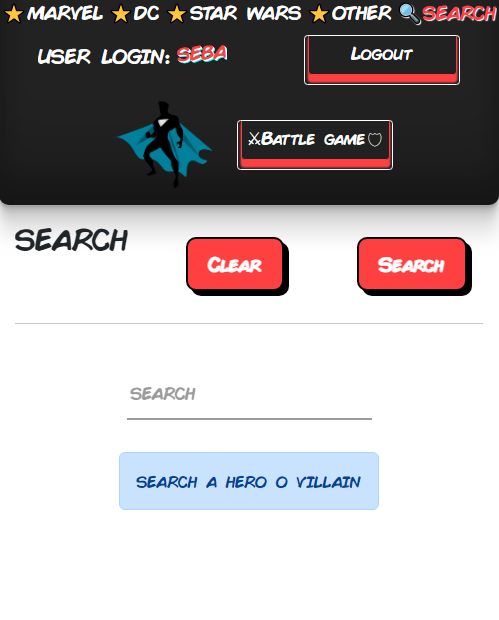 ⭐MARVEL ⭐DC ⭐STAR WARS ⭐OTHER 🔍SEARCH
USER LOGIN: SEBA
LOGOUT
⚔BATTLE GAME🛡
SEARCH
CLEAR
SEARCH
SEARCH
SEARCH A HERO O VILLAIN